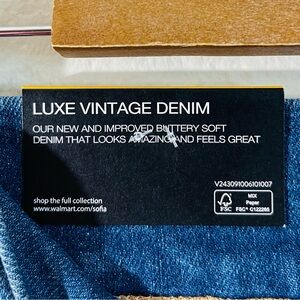 LUXE VINTAGE DENIM
OUR NEW AND IMPROVED BUTTERY SOFT
DENIM THAT LOOKS AMAZING AND FEELS GREAT
V243091006101007
shop the full collection
www.walmart.com/sofia
FSC
MIX
Paper
FSC® C122285